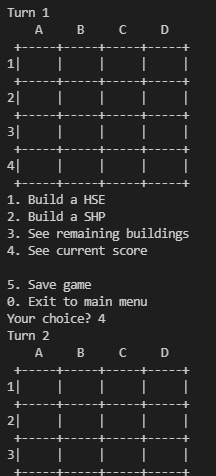 Turn 1
    A     B     C     D
 +-----+-----+-----+-----+
1|     |     |     |     |
 +-----+-----+-----+-----+
2|     |     |     |     |
 +-----+-----+-----+-----+
3|     |     |     |     |
 +-----+-----+-----+-----+
4|     |     |     |     |
 +-----+-----+-----+-----+
1. Build a HSE
2. Build a SHP
3. See remaining buildings
4. See current score

5. Save game
0. Exit to main menu
Your choice? 4
Turn 2
    A     B     C     D
 +-----+-----+-----+-----+
1|     |     |     |     |
 +-----+-----+-----+-----+
2|     |     |     |     |
 +-----+-----+-----+-----+
3|     |     |     |     |
 +-----+-----+-----+-----+